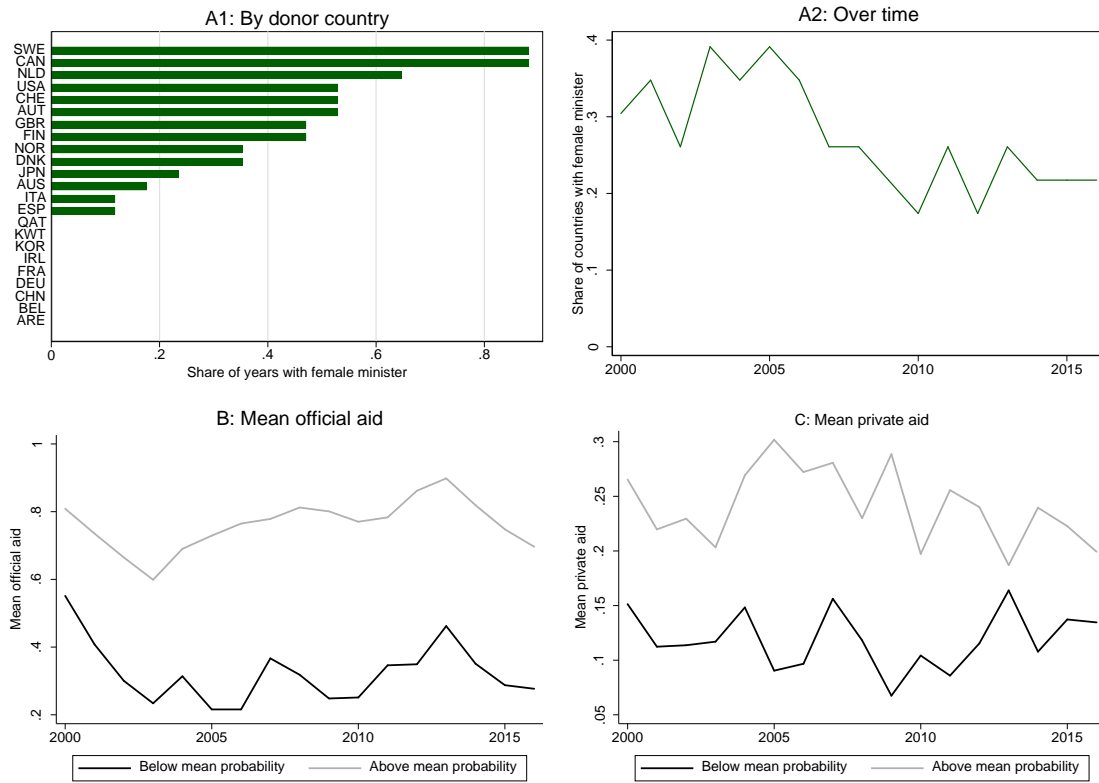 A1: By donor country
SWE
CAN
NLD
USA
CHE
AUT
GBR
FIN
NOR
DNK
JPN
AUS
ITA
ESP
QAT
KWT
KOR
IRL
FRA
DEU
CHN
BEL
ARE
0 .2 .4 .6 .8
Share of years with female minister
A2: Over time
Share of countries with female minister
.4
.3
.2
.1
0
2000 2005 2010 2015
B: Mean official aid
Mean official aid
1
.8
.6
.4
.2
2000 2005 2010 2015
Below mean probability Above mean probability
C: Mean private aid
Mean private aid
.3
.25
.2
.15
.1
.05
2000 2005 2010 2015
Below mean probability Above mean probability